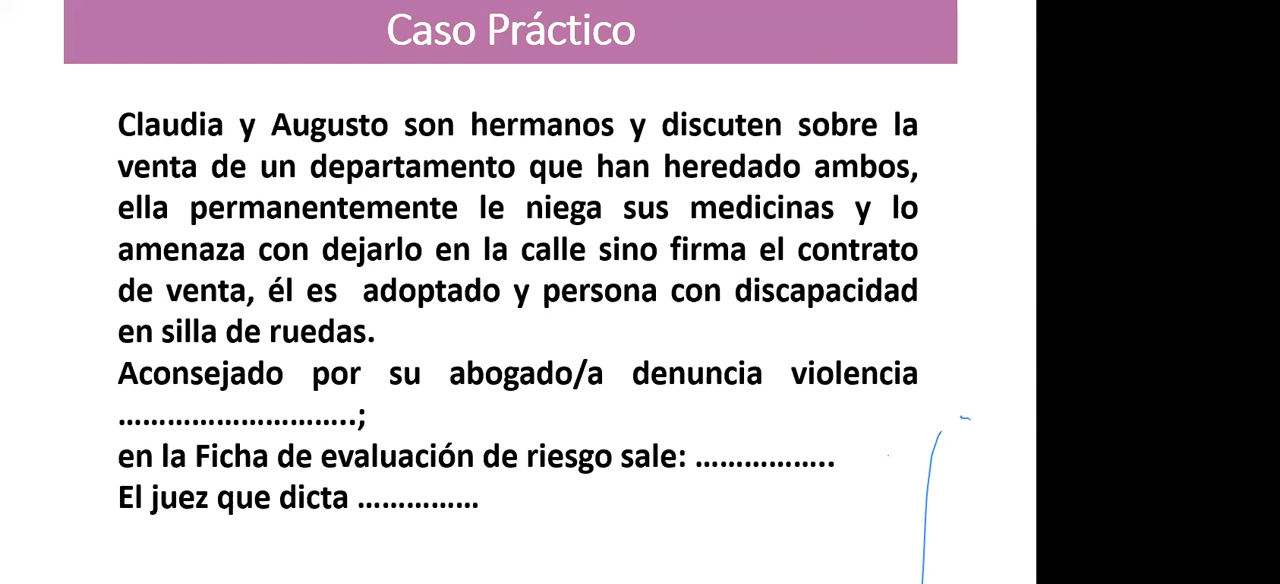 Caso Práctico
Claudia y Augusto son hermanos y discuten sobre la
venta de un departamento que han heredado ambos,
ella permanentemente le niega sus medicinas y lo
amenaza con dejarlo en la calle sino firma el contrato
de venta, él es adoptado y persona con discapacidad
en silla de ruedas.
Aconsejado por su abogado/a denuncia violencia
………………………..;
en la Ficha de evaluación de riesgo sale: ……………..
El juez que dicta ……………